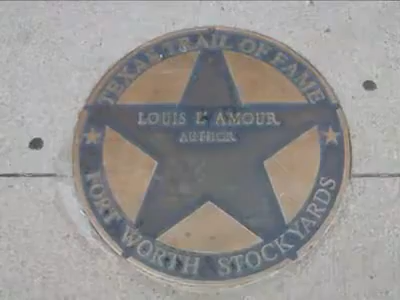 TEXAS TRAIL OF FAME
LOUIS L'AMOUR
AUTHOR
FORT WORTH STOCKYARDS